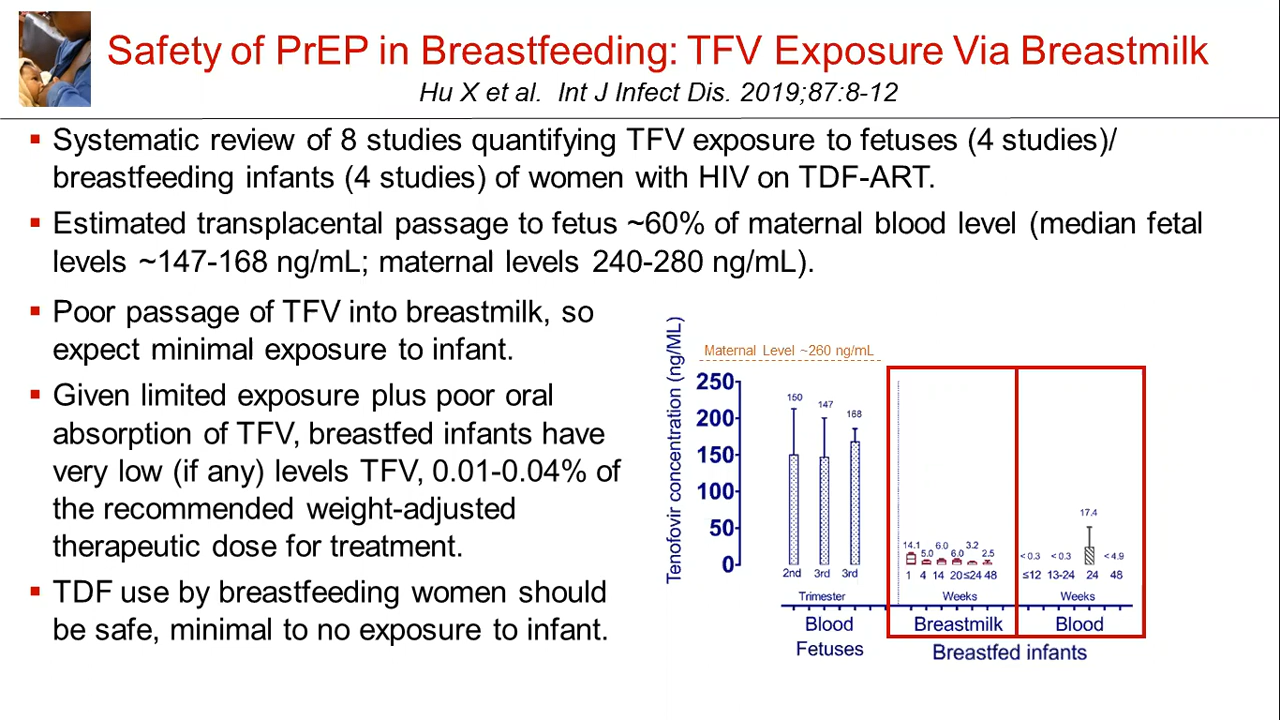 Safety of PrEP in Breastfeeding: TFV Exposure Via Breastmilk
Hu X et al. Int J Infect Dis. 2019;87:8-12
▪ Systematic review of 8 studies quantifying TFV exposure to fetuses (4 studies)/
breastfeeding infants (4 studies) of women with HIV on TDF-ART.
▪ Estimated transplacental passage to fetus ~60% of maternal blood level (median fetal
levels ~147-168 ng/mL; maternal levels 240-280 ng/mL).
▪ Poor passage of TFV into breastmilk, so
expect minimal exposure to infant.
▪ Given limited exposure plus poor oral
absorption of TFV, breastfed infants have
very low (if any) levels TFV, 0.01-0.04% of
the recommended weight-adjusted
therapeutic dose for treatment.
▪ TDF use by breastfeeding women should
be safe, minimal to no exposure to infant.
Tenofovir concentration (ng/ML)
Maternal Level ~260 ng/mL
250
200
150
100
50
0
160 147 168
14.1 5.0 6.0 6.0 3.2 2.5
<0.3 <0.3 17.4 <4.9
2nd 3rd 3rd
1 4 14 20 ≤24 48
≤12 13-24 24 48
Trimester Weeks Weeks
Blood Breastmilk Blood
Fetuses Breastfed infants